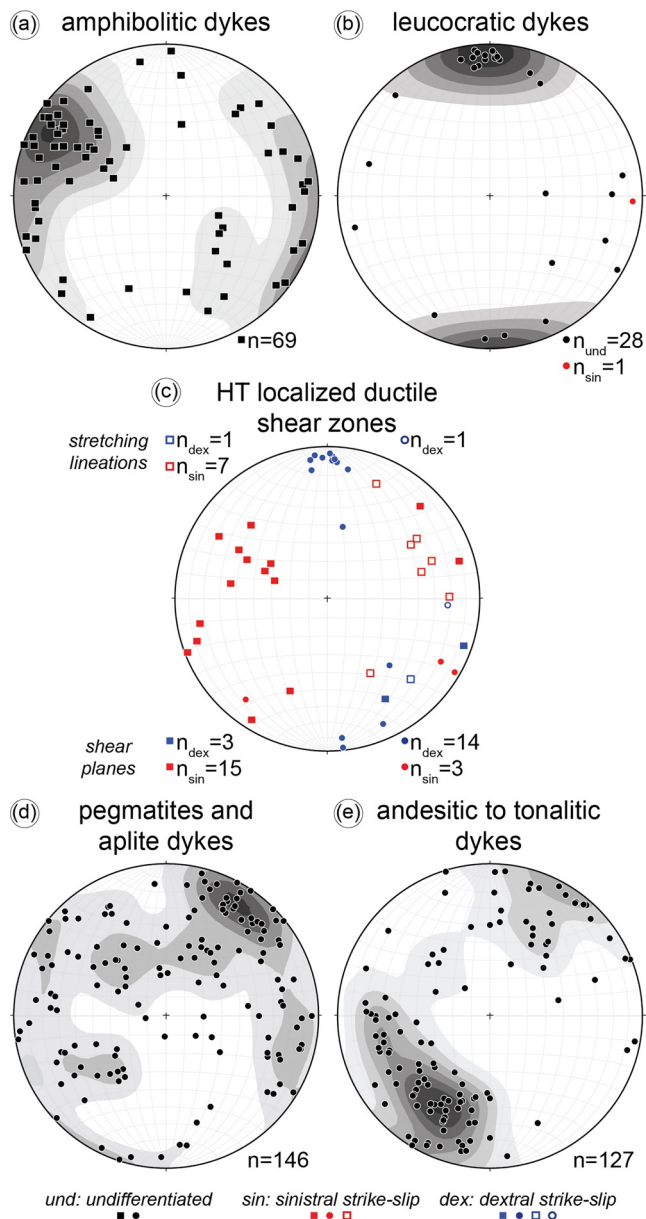 (a) amphibolitic dykes
n=69
(b) leucocratic dykes
n_und=28
n_sin=1
(c) HT localized ductile
shear zones
stretching
lineations
n_dex=1
n_sin=7
n_dex=1
shear
planes
n_dex=3
n_sin=15
n_dex=14
n_sin=3
(d) pegmatites and
aplite dykes
n=146
(e) andesitic to tonalitic
dykes
n=127
und: undifferentiated
sin: sinistral strike-slip
dex: dextral strike-slip